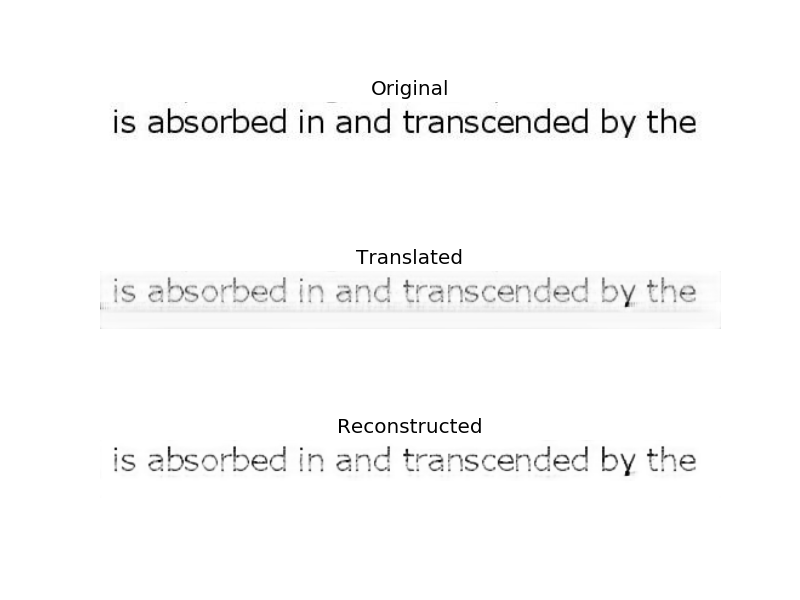 Original
is absorbed in and transcended by the
Translated
is absorbed in and transcended by the
Reconstructed
is absorbed in and transcended by the